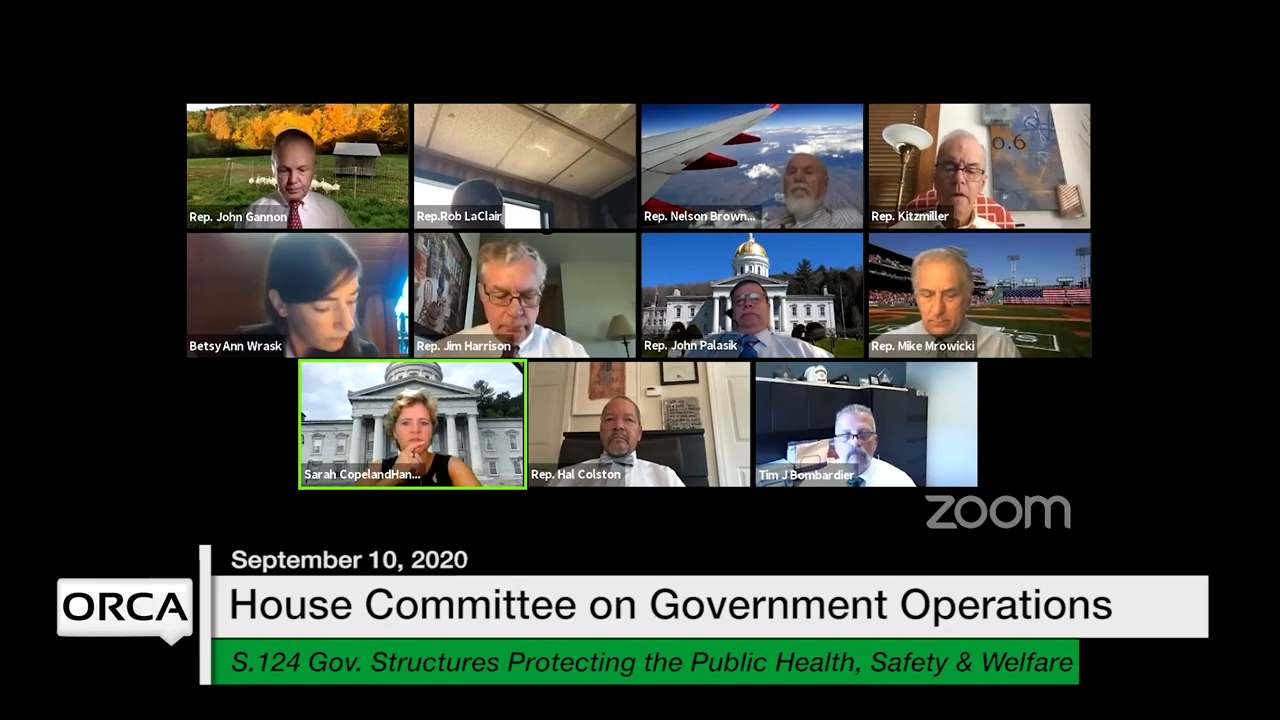 Rep. John Gannon
Rep.Rob LaClair
Rep. Nelson Brown...
Rep. Kitzmiller
0.6
Betsy Ann Wrask
Rep. Jim Harrison
Rep. John Palasik
Rep. Mike Mrowicki
Sarah CopelandHan...
Rep. Hal Colston
Tim J Bombardier
zoom
September 10, 2020
ORCA
House Committee on Government Operations
S.124 Gov. Structures Protecting the Public Health, Safety & Welfare